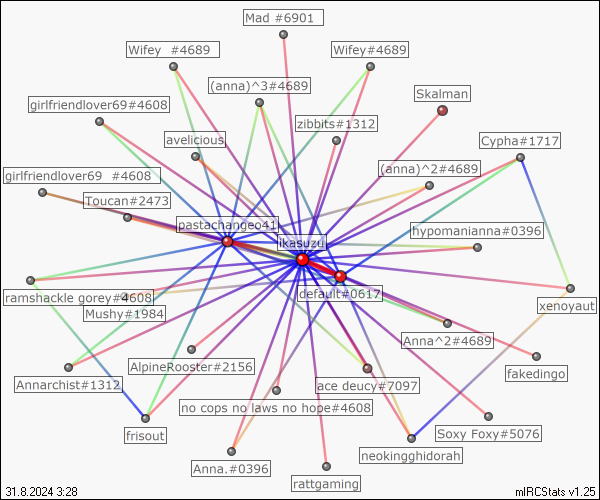 Mad #6901
Wifey  #4689
Wifey#4689
(anna)^3#4689
Skalman
girlfriendlover69#4608
zibbits#1312
avelicious
Cypha#1717
(anna)^2#4689
girlfriendlover69  #4608
Toucan#2473
pastachangeo41
hypomanianna#0396
ikasuzu
default#0617
ramshackle gorey#4608
Mushy#1984
xenoyaut
Anna^2#4689
AlpineRooster#2156
fakedingo
Annarchist#1312
ace deucy#7097
no cops no laws no hope#4608
frisout
Soxy Foxy#5076
neokingghidorah
Anna.#0396
rattgaming
31.8.2024 3:28
mIRCStats v1.25